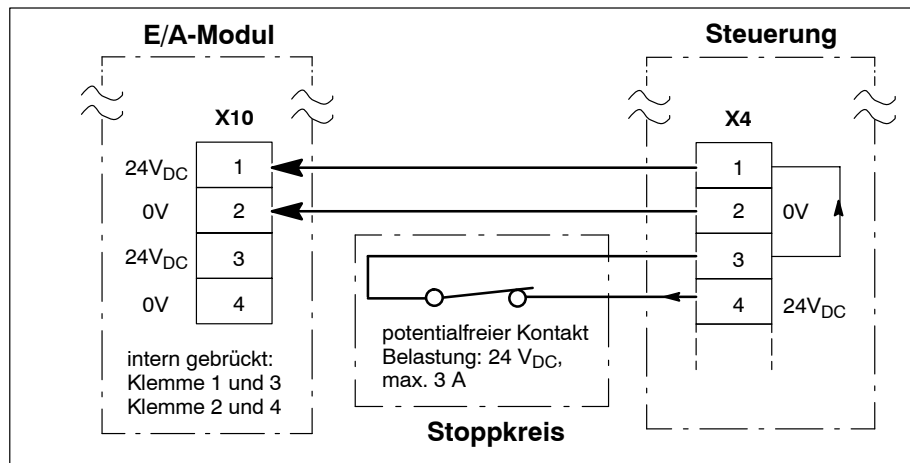 E/A-Modul
Steuerung
X10
X4
24VDC 1
0V 2
24VDC 3
0V 4
1
2 0V
3
4 24VDC
intern gebrückt:
Klemme 1 und 3
Klemme 2 und 4
potentialfreier Kontakt
Belastung: 24 VDC,
max. 3 A
Stoppkreis